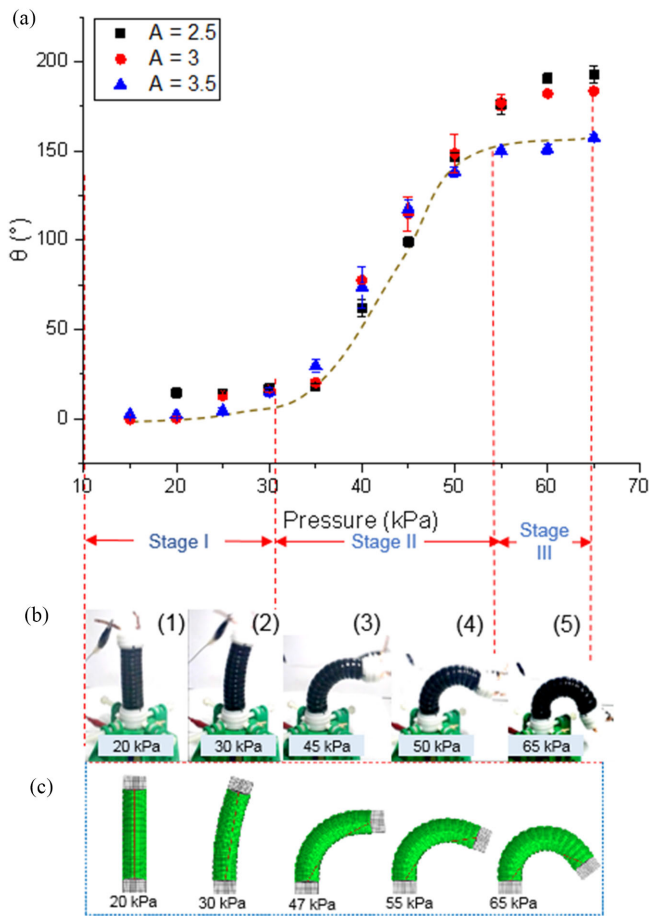 (a)
A = 2.5
A = 3
A = 3.5
200
150
100
50
0
θ (°)
10 20 30 40 50 60 70
Pressure (kPa)
Stage I
Stage II
Stage
III
(b)
(1) (2) (3) (4) (5)
20 kPa 30 kPa 45 kPa 50 kPa 65 kPa
(c)
20 kPa 30 kPa 47 kPa 55 kPa 65 kPa